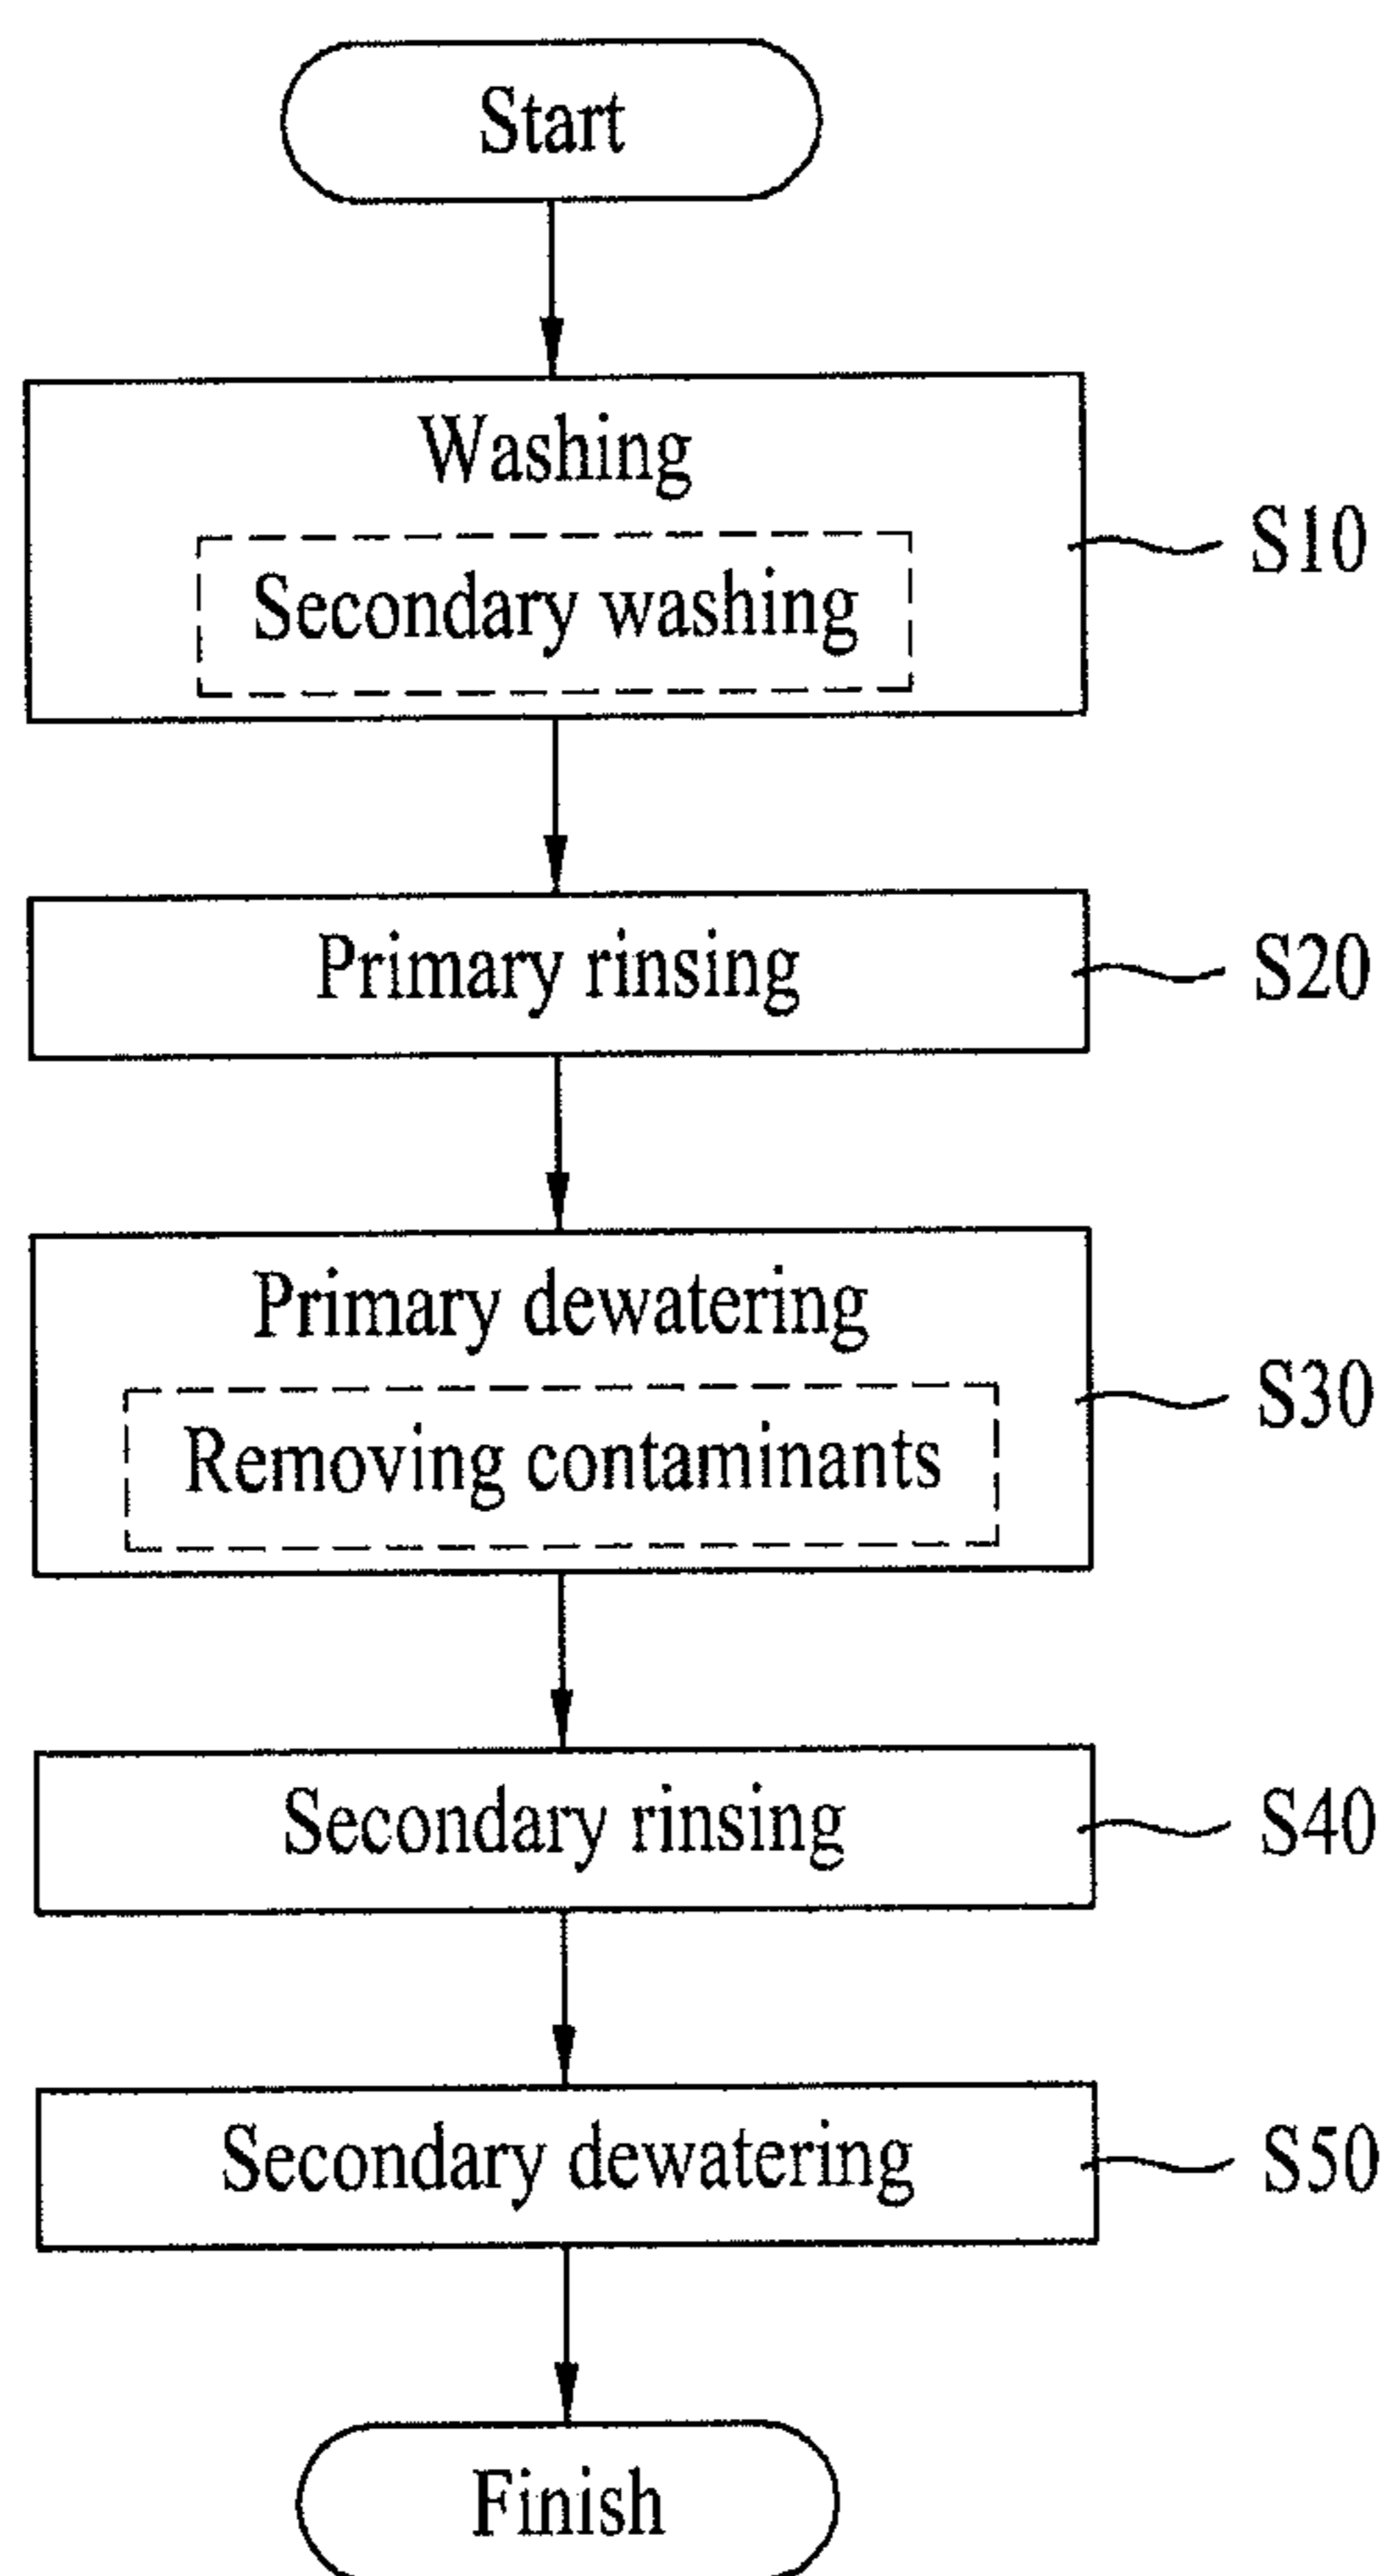 Start
Washing
Secondary washing
S10
Primary rinsing
S20
Primary dewatering
Removing contaminants
S30
Secondary rinsing
S40
Secondary dewatering
S50
Finish